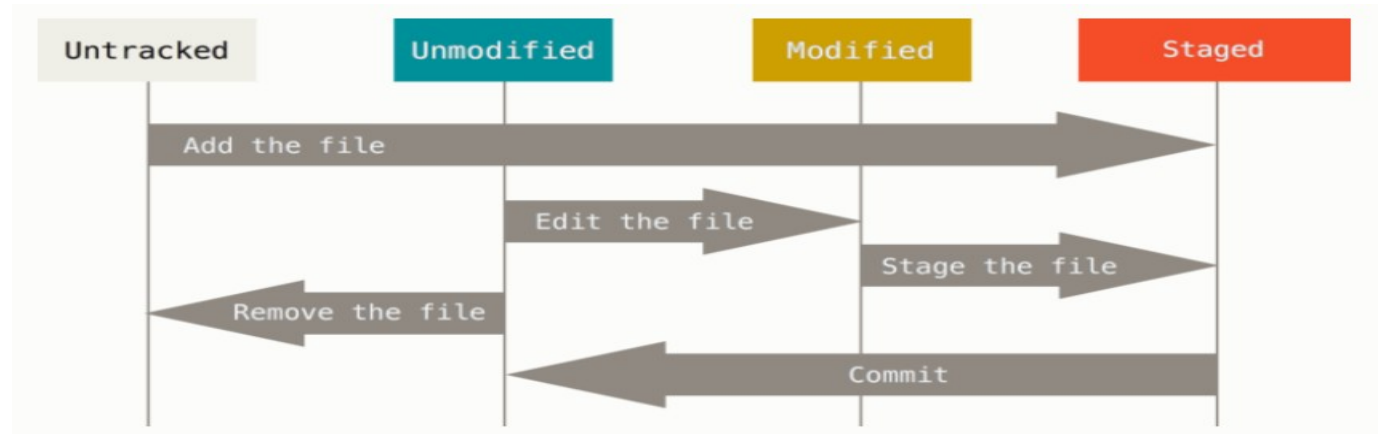 Untracked
Unmodified
Modified
Staged
Add the file
Edit the file
Stage the file
Remove the file
Commit